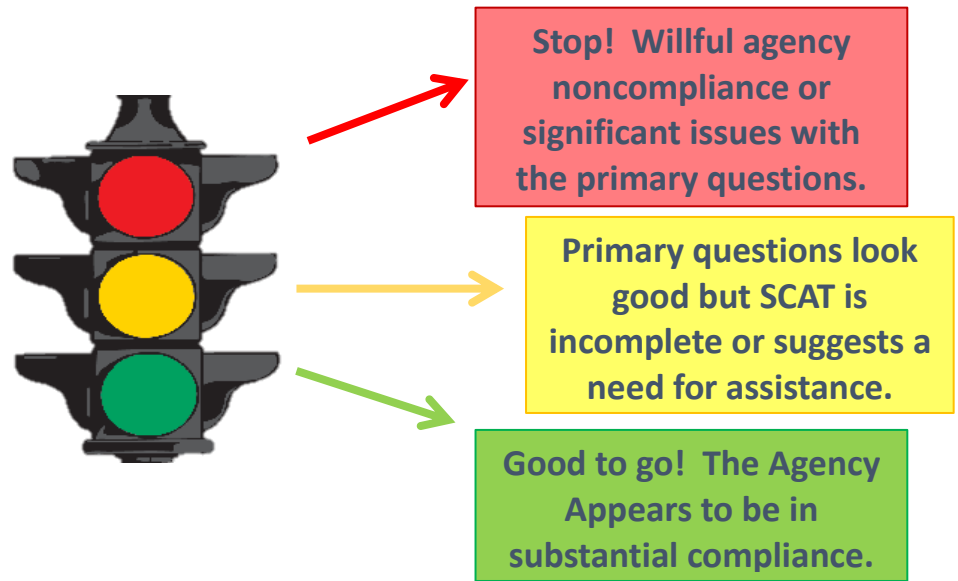 Stop!  Willful agency
noncompliance or
significant issues with
the primary questions.
Primary questions look
good but SCAT is
incomplete or suggests a
need for assistance.
Good to go!  The Agency
Appears to be in
substantial compliance.